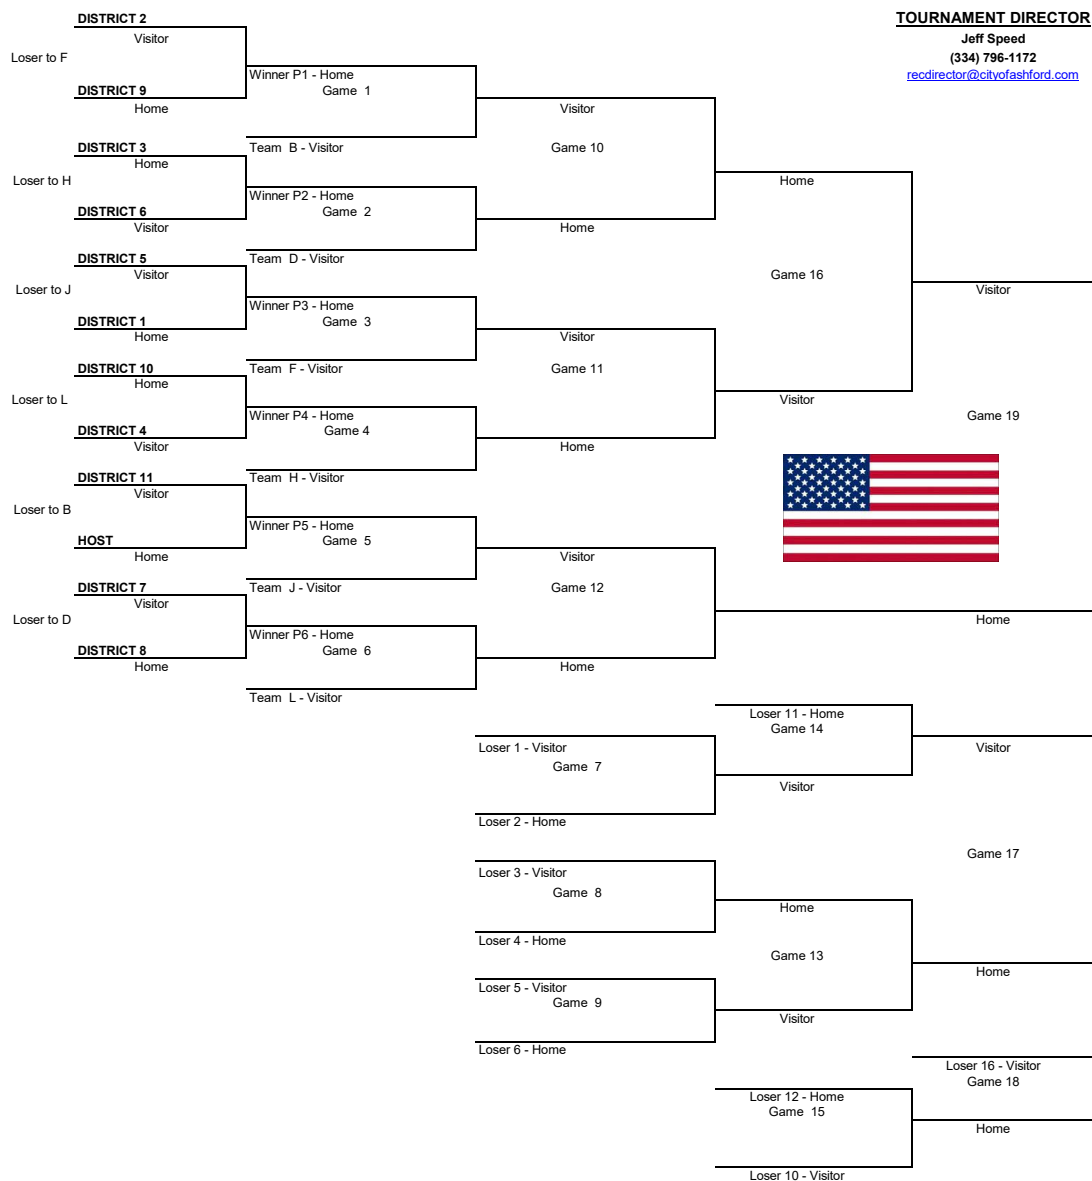 DISTRICT 2
TOURNAMENT DIRECTOR
Visitor
Jeff Speed
Loser to F
(334) 796-1172
Winner P1 - Home
recdirector@cityofashford.com
DISTRICT 9
Game 1
Home
Visitor
DISTRICT 3
Team B - Visitor
Game 10
Home
Loser to H
Home
Winner P2 - Home
DISTRICT 6
Game 2
Visitor
Home
DISTRICT 5
Team D - Visitor
Visitor
Game 16
Loser to J
Visitor
Winner P3 - Home
DISTRICT 1
Game 3
Home
Visitor
DISTRICT 10
Team F - Visitor
Game 11
Home
Loser to L
Visitor
Winner P4 - Home
Game 19
DISTRICT 4
Game 4
Visitor
Home
DISTRICT 11
Team H - Visitor
Visitor
Loser to B
Winner P5 - Home
HOST
Game 5
Home
Visitor
DISTRICT 7
Team J - Visitor
Game 12
Visitor
Loser to D
Home
Winner P6 - Home
DISTRICT 8
Game 6
Home
Home
Team L - Visitor
Loser 11 - Home
Game 14
Loser 1 - Visitor
Visitor
Game 7
Visitor
Loser 2 - Home
Game 17
Loser 3 - Visitor
Game 8
Home
Loser 4 - Home
Game 13
Home
Loser 5 - Visitor
Game 9
Visitor
Loser 6 - Home
Loser 16 - Visitor
Game 18
Loser 12 - Home
Game 15
Home
Loser 10 - Visitor